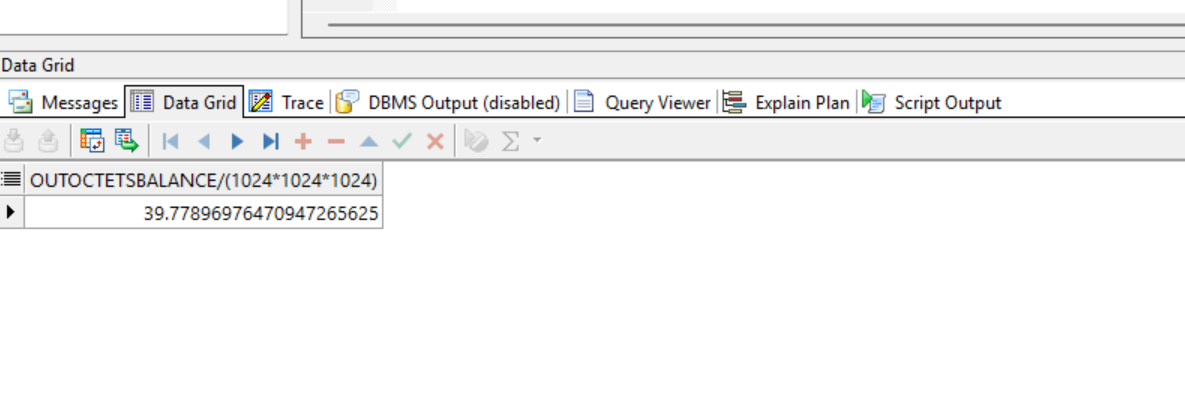 Data Grid
Messages Data Grid Trace DBMS Output (disabled) Query Viewer Explain Plan Script Output
OUTOCTETSBALANCE/(1024*1024*1024)
39.77896976470947265625